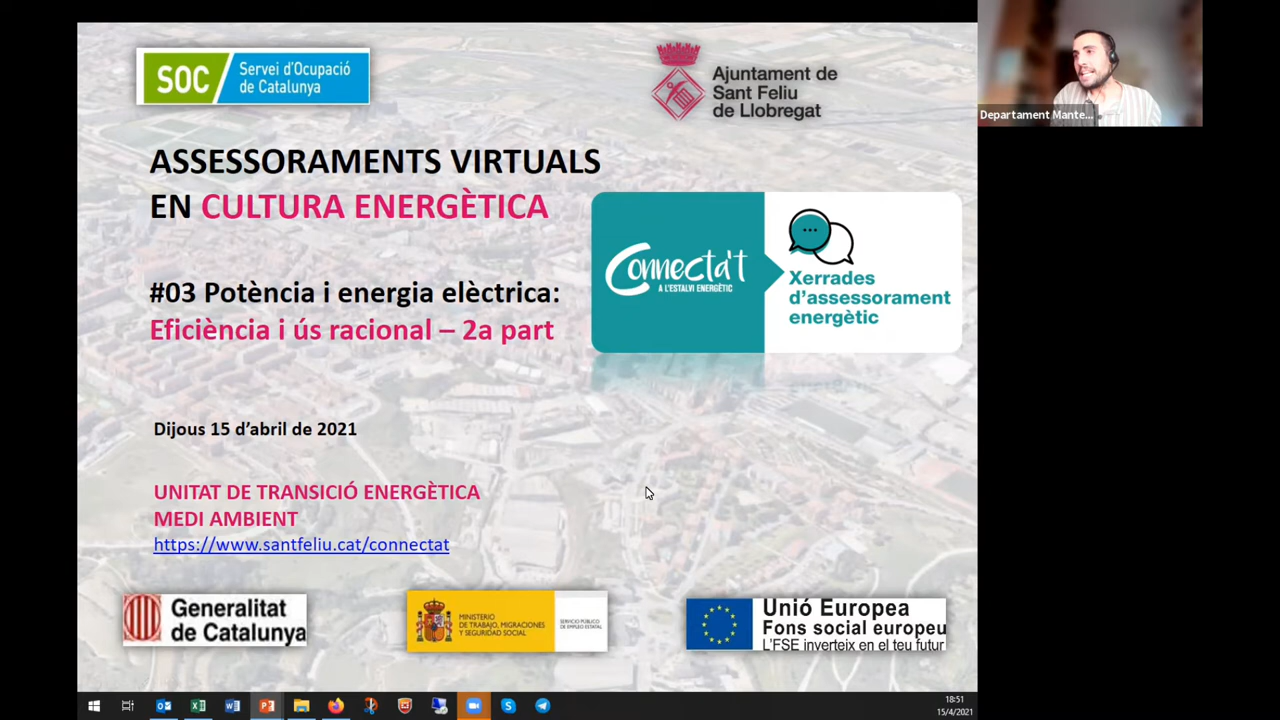 SOC
Servei d'Ocupació
de Catalunya
Ajuntament de
Sant Feliu
de Llobregat
Departament Mante...
ASSESSORAMENTS VIRTUALS
EN CULTURA ENERGÈTICA
Connecta't
A L'ESTALVI ENERGÈTIC
Xerrades
d'assessorament
energètic
#03 Potència i energia elèctrica:
Eficiència i ús racional – 2a part
Dijous 15 d'abril de 2021
UNITAT DE TRANSICIÓ ENERGÈTICA
MEDI AMBIENT
https://www.santfeliu.cat/connectat
Generalitat
de Catalunya
MINISTERIO
DE TRABAJO, MIGRACIONES
Y SEGURIDAD SOCIAL
SERVICIO PÚBLICO
DE EMPLEO ESTATAL
Unió Europea
Fons social europeu
L'FSE inverteix en el teu futur
18:51
15/4/2021